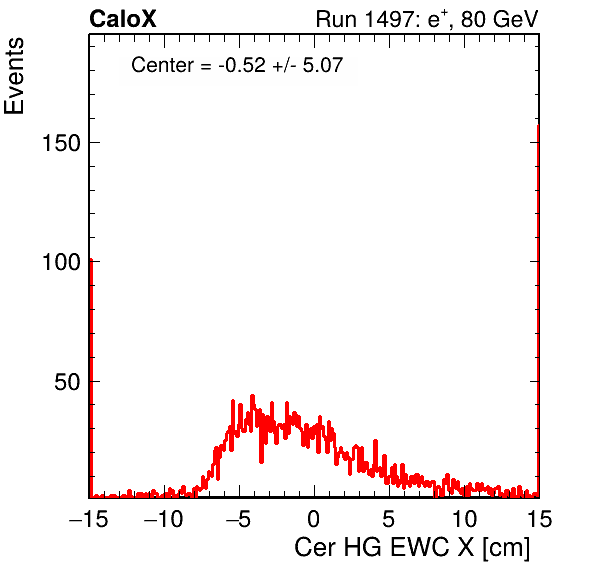 CaloX Run 1497: e⁺, 80 GeV
Events
Center = -0.52 +/- 5.07
150
100
50
−15 −10 −5 0 5 10 15
Cer HG EWC X [cm]